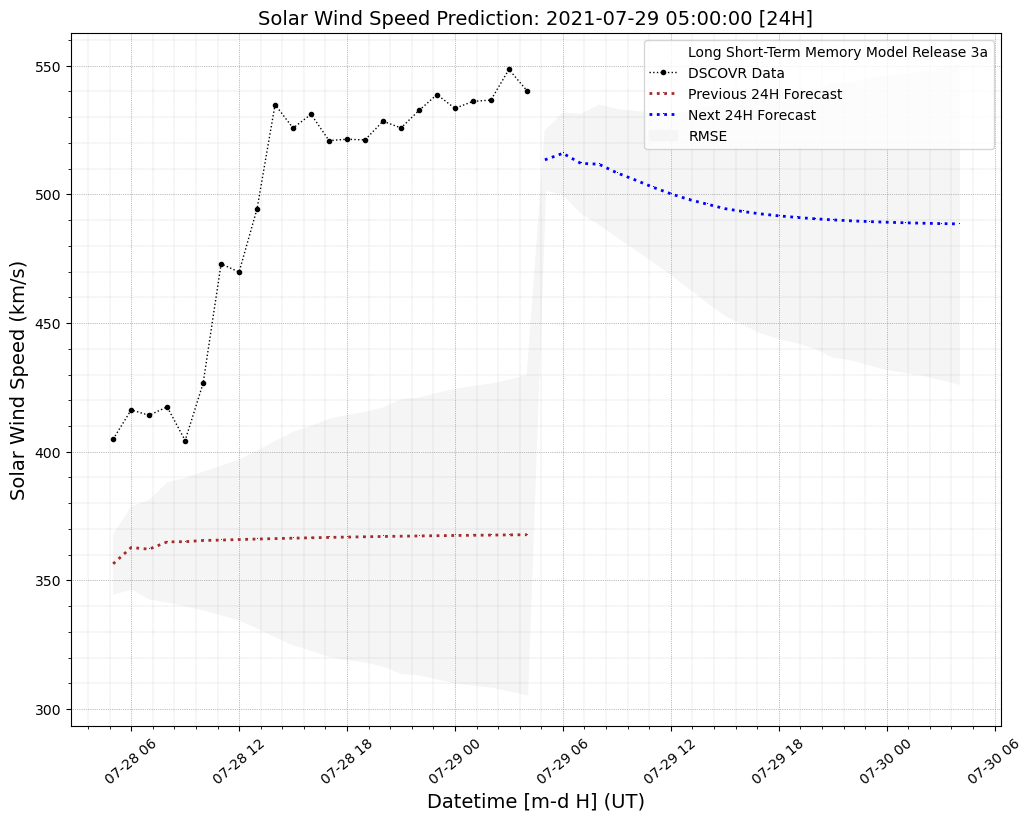 Solar Wind Speed Prediction: 2021-07-29 05:00:00 [24H]
Long Short-Term Memory Model Release 3a
DSCOVR Data
Previous 24H Forecast
Next 24H Forecast
RMSE
Solar Wind Speed (km/s)
550
500
450
400
350
300
07-28 06
07-28 12
07-28 18
07-29 00
07-29 06
07-29 12
07-29 18
07-30 00
07-30 06
Datetime [m-d H] (UT)